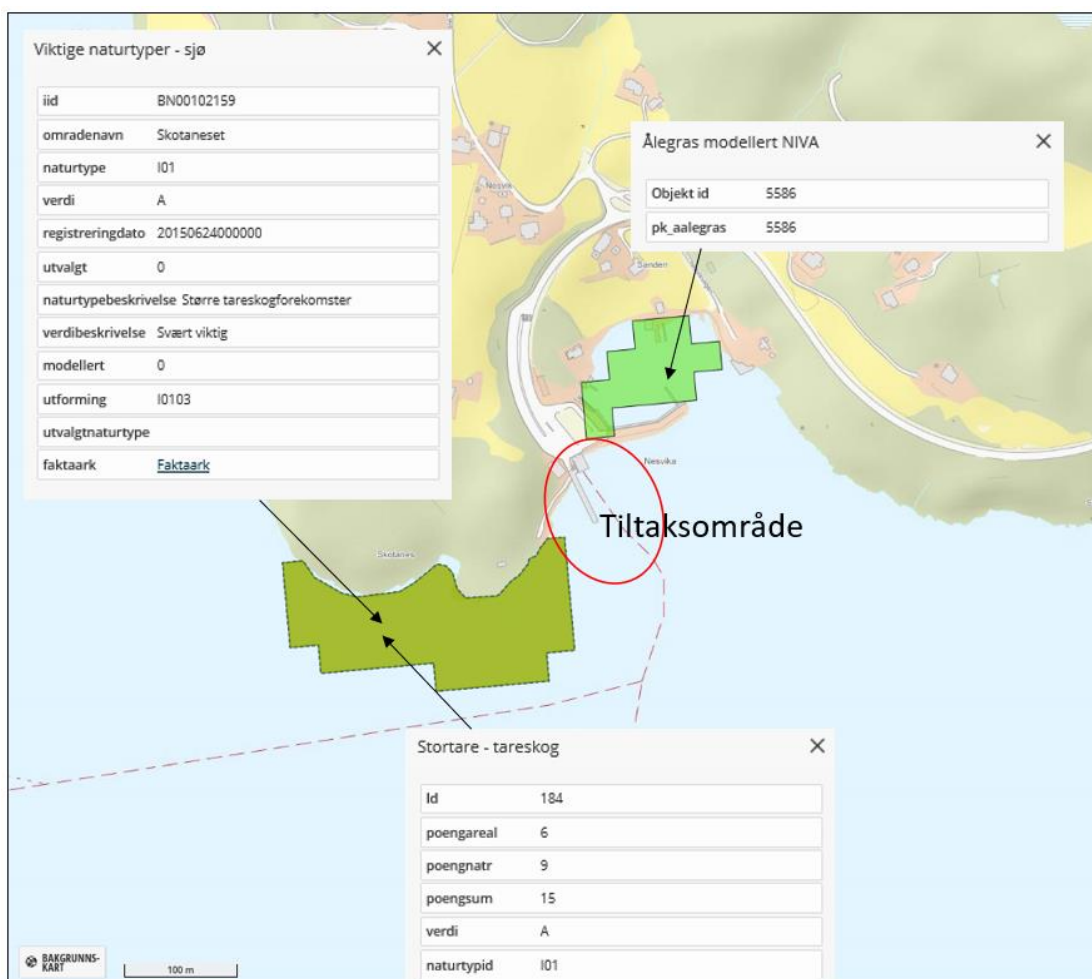 Viktige naturtyper - sjø
iid BN00102159
omradenavn Skotaneset
naturtype I01
verdi A
registreringdato 20150624000000
utvalgt 0
naturtypebeskrivelse Større tareskogforekomster
verdibeskrivelse Svært viktig
modellert 0
utforming I0103
utvalgtnaturtype
faktaark Faktaark
Ålegras modellert NIVA
Objekt id 5586
pk_aalegras 5586
Nesvik
Sanden
Nesvika
Tiltaksområde
Skotanes
Stortare - tareskog
Id 184
poengareal 6
poengnatr 9
poengsum 15
verdi A
naturtypid I01
BAKGRUNNS-
KART
100 m